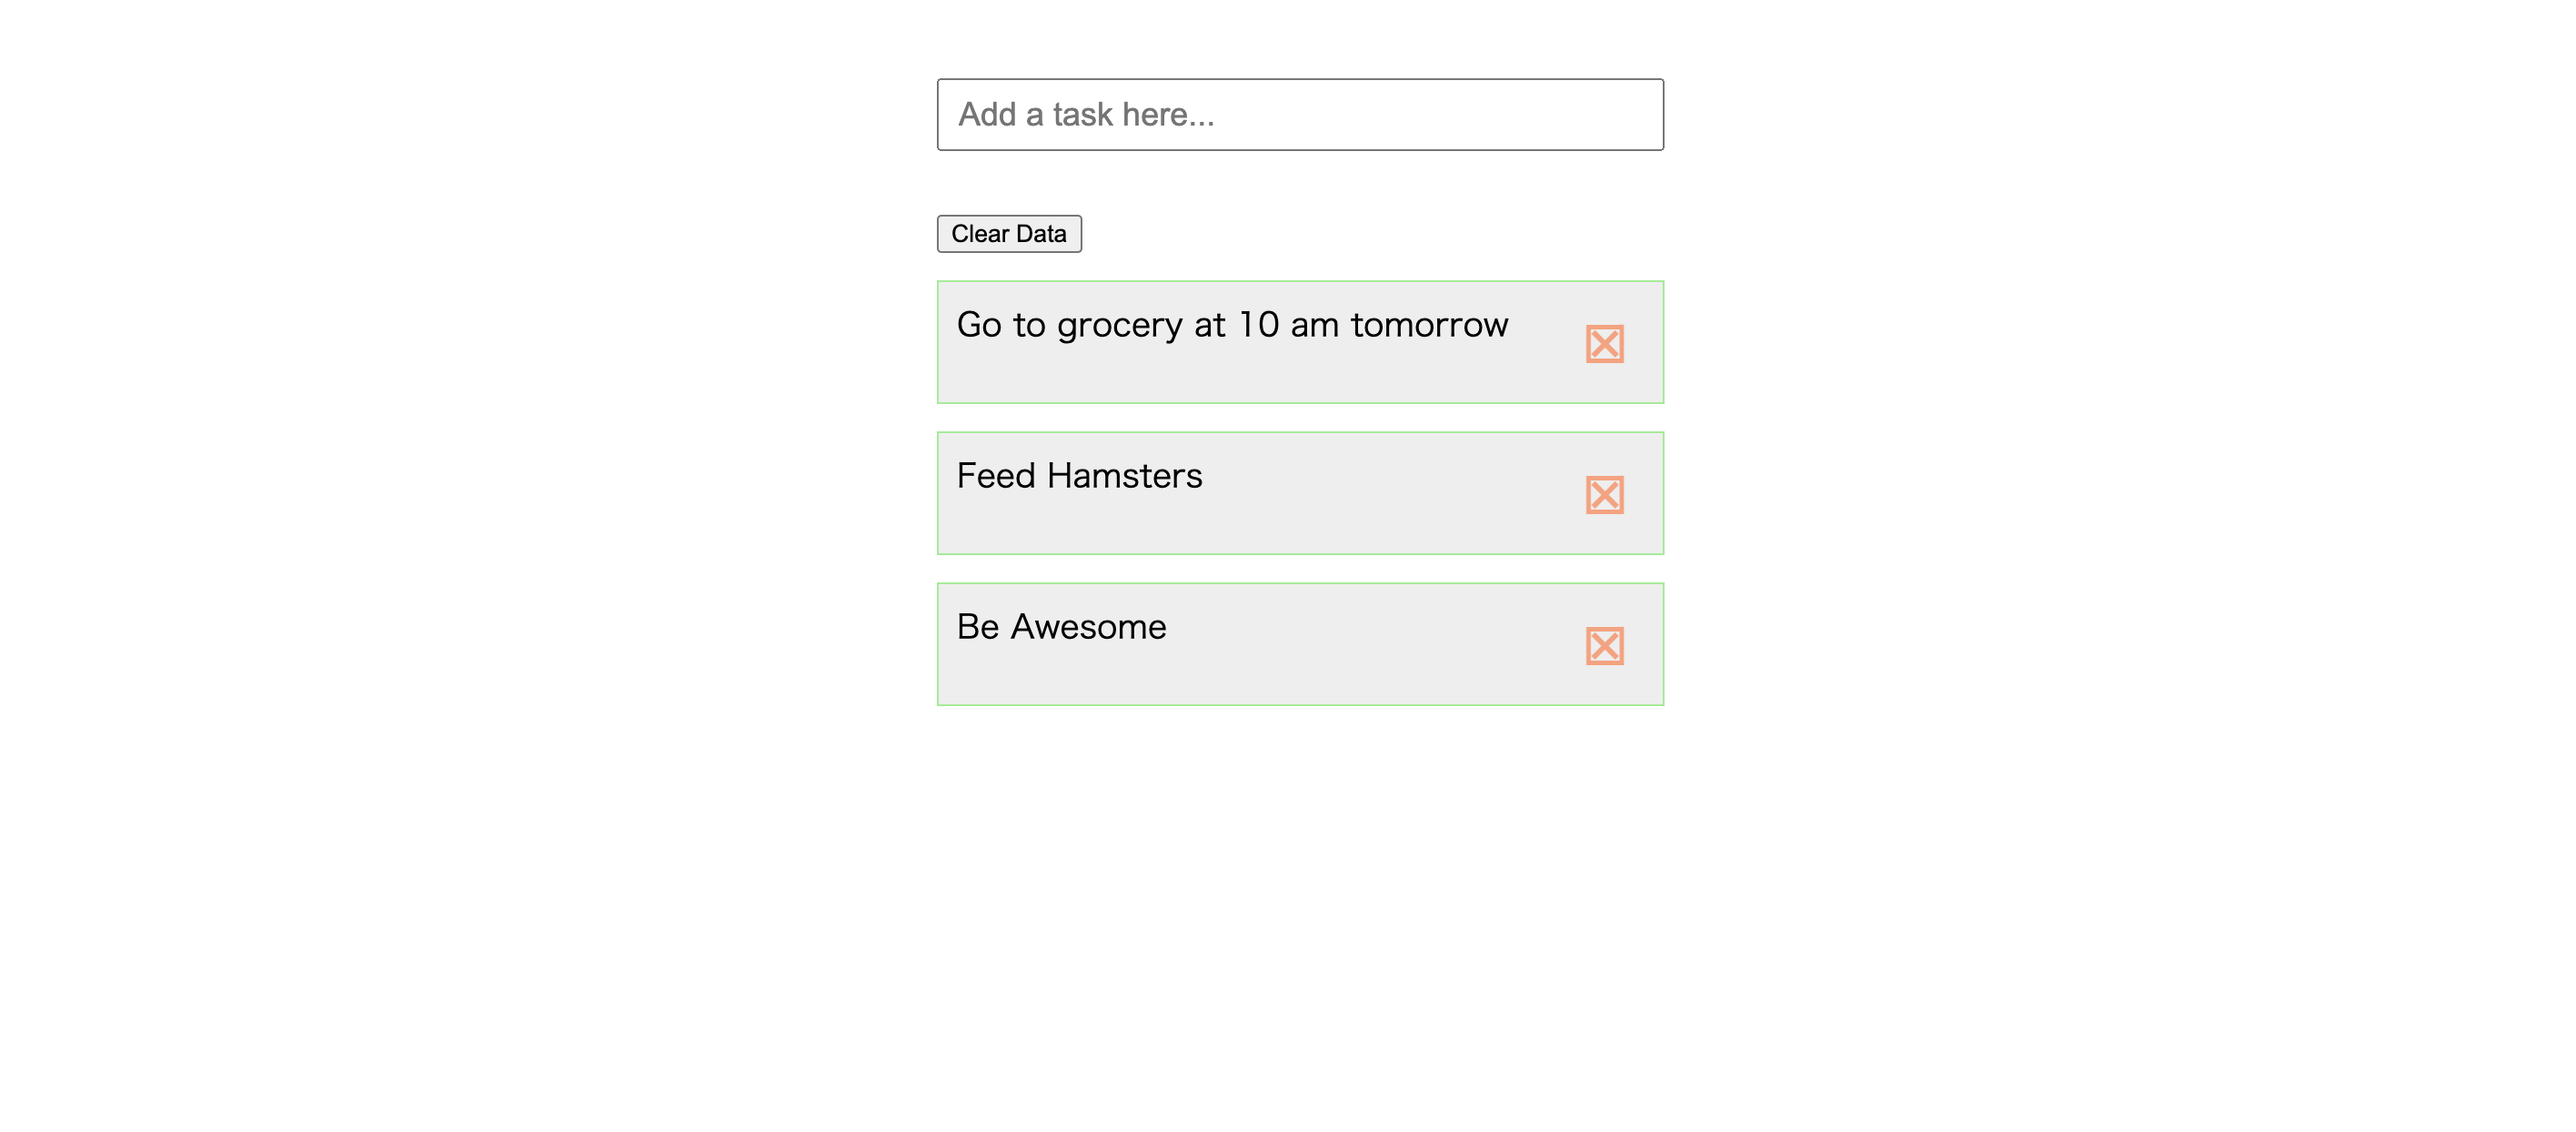 Add a task here...
Clear Data
Go to grocery at 10 am tomorrow
Feed Hamsters
Be Awesome